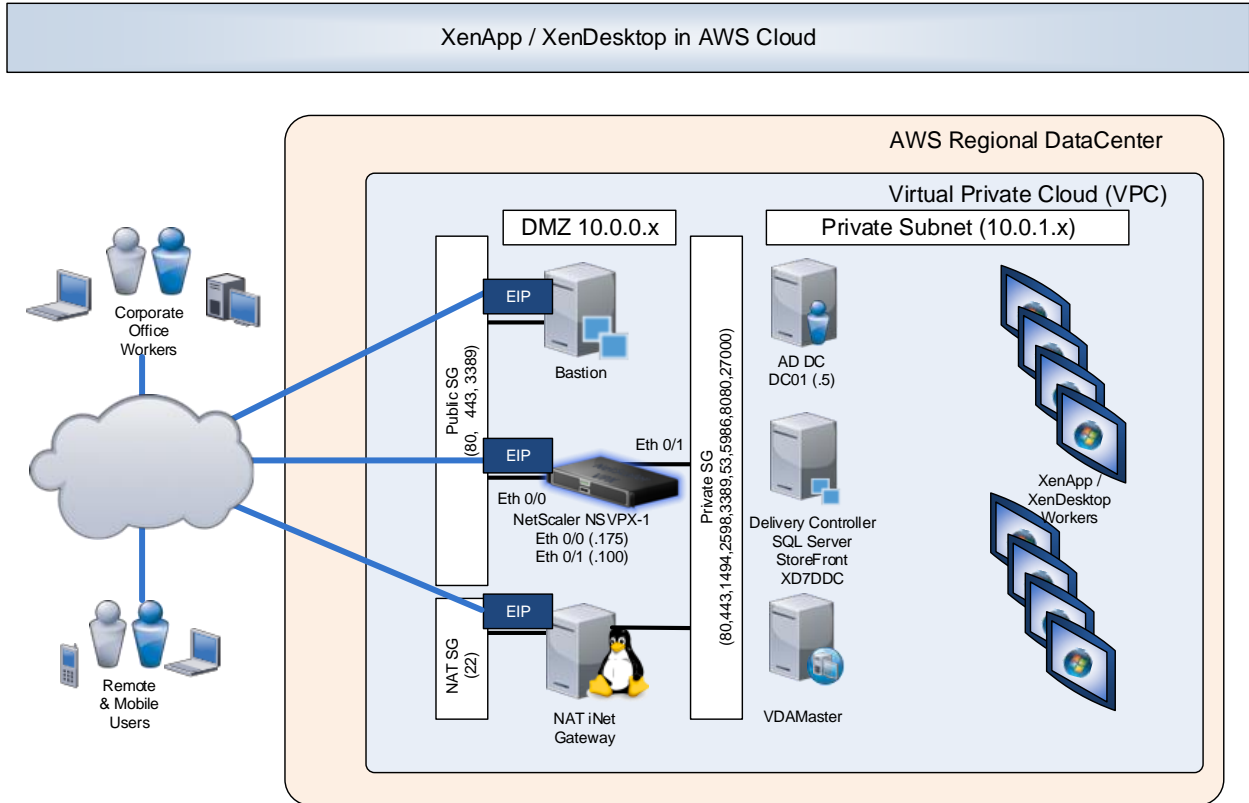 XenApp / XenDesktop in AWS Cloud
AWS Regional DataCenter
Virtual Private Cloud (VPC)
DMZ 10.0.0.x
Private Subnet (10.0.1.x)
Corporate
Office
Workers
Remote
& Mobile
Users
Public SG
(80, 443, 3389)
NAT SG
(22)
EIP
Bastion
EIP
Eth 0/1
Eth 0/0
NetScaler NSVPX-1
Eth 0/0 (.175)
Eth 0/1 (.100)
EIP
NAT iNet
Gateway
Private SG
(80,443,1494,2598,3389,53,5986,8080,27000)
AD DC
DC01 (.5)
Delivery Controller
SQL Server
StoreFront
XD7DDC
VDAMaster
XenApp /
XenDesktop
Workers